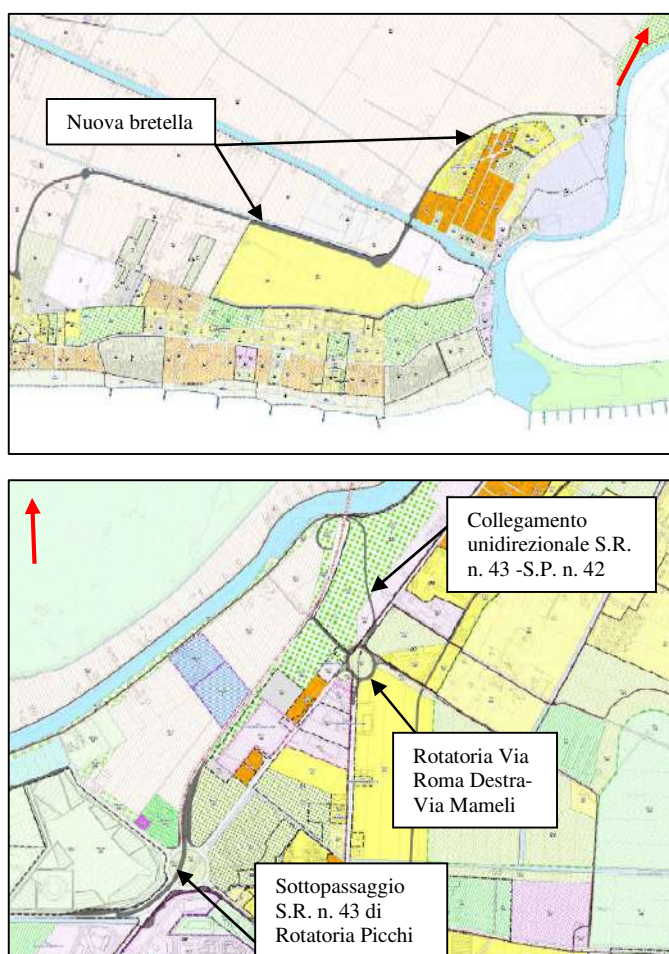 Nuova bretella
Collegamento
unidirezionale S.R.
n. 43 -S.P. n. 42
Rotatoria Via
Roma Destra-
Via Mameli
Sottopassaggio
S.R. n. 43 di
Rotatoria Picchi